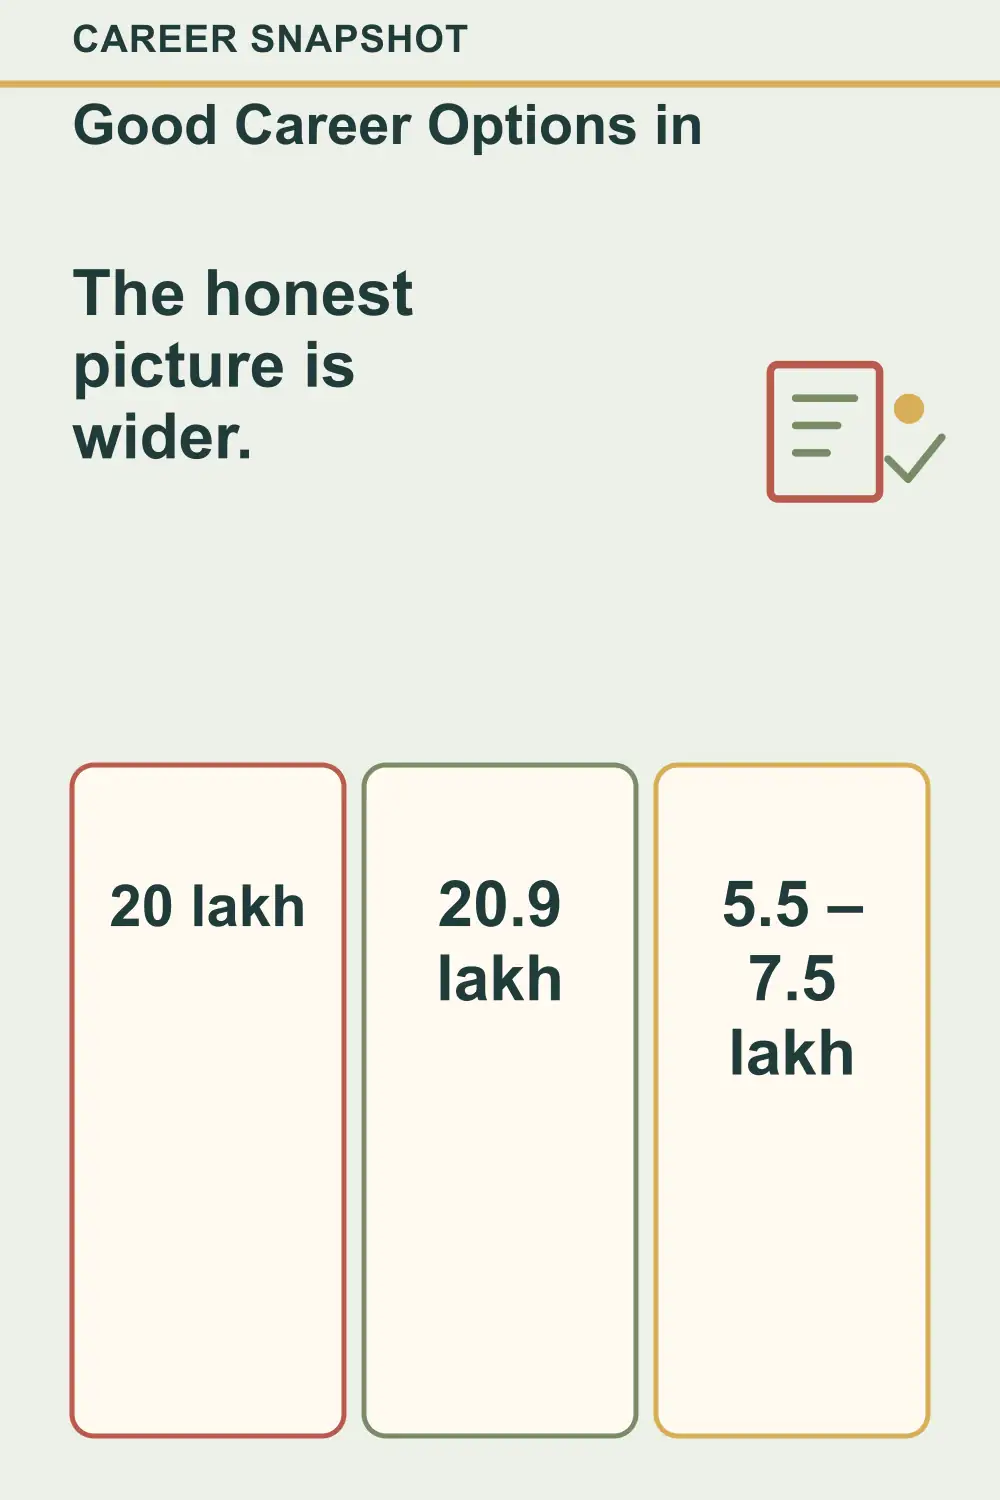 CAREER SNAPSHOT
Good Career Options in
The honest
picture is
wider.
20 lakh
20.9
lakh
5.5 –
7.5
lakh